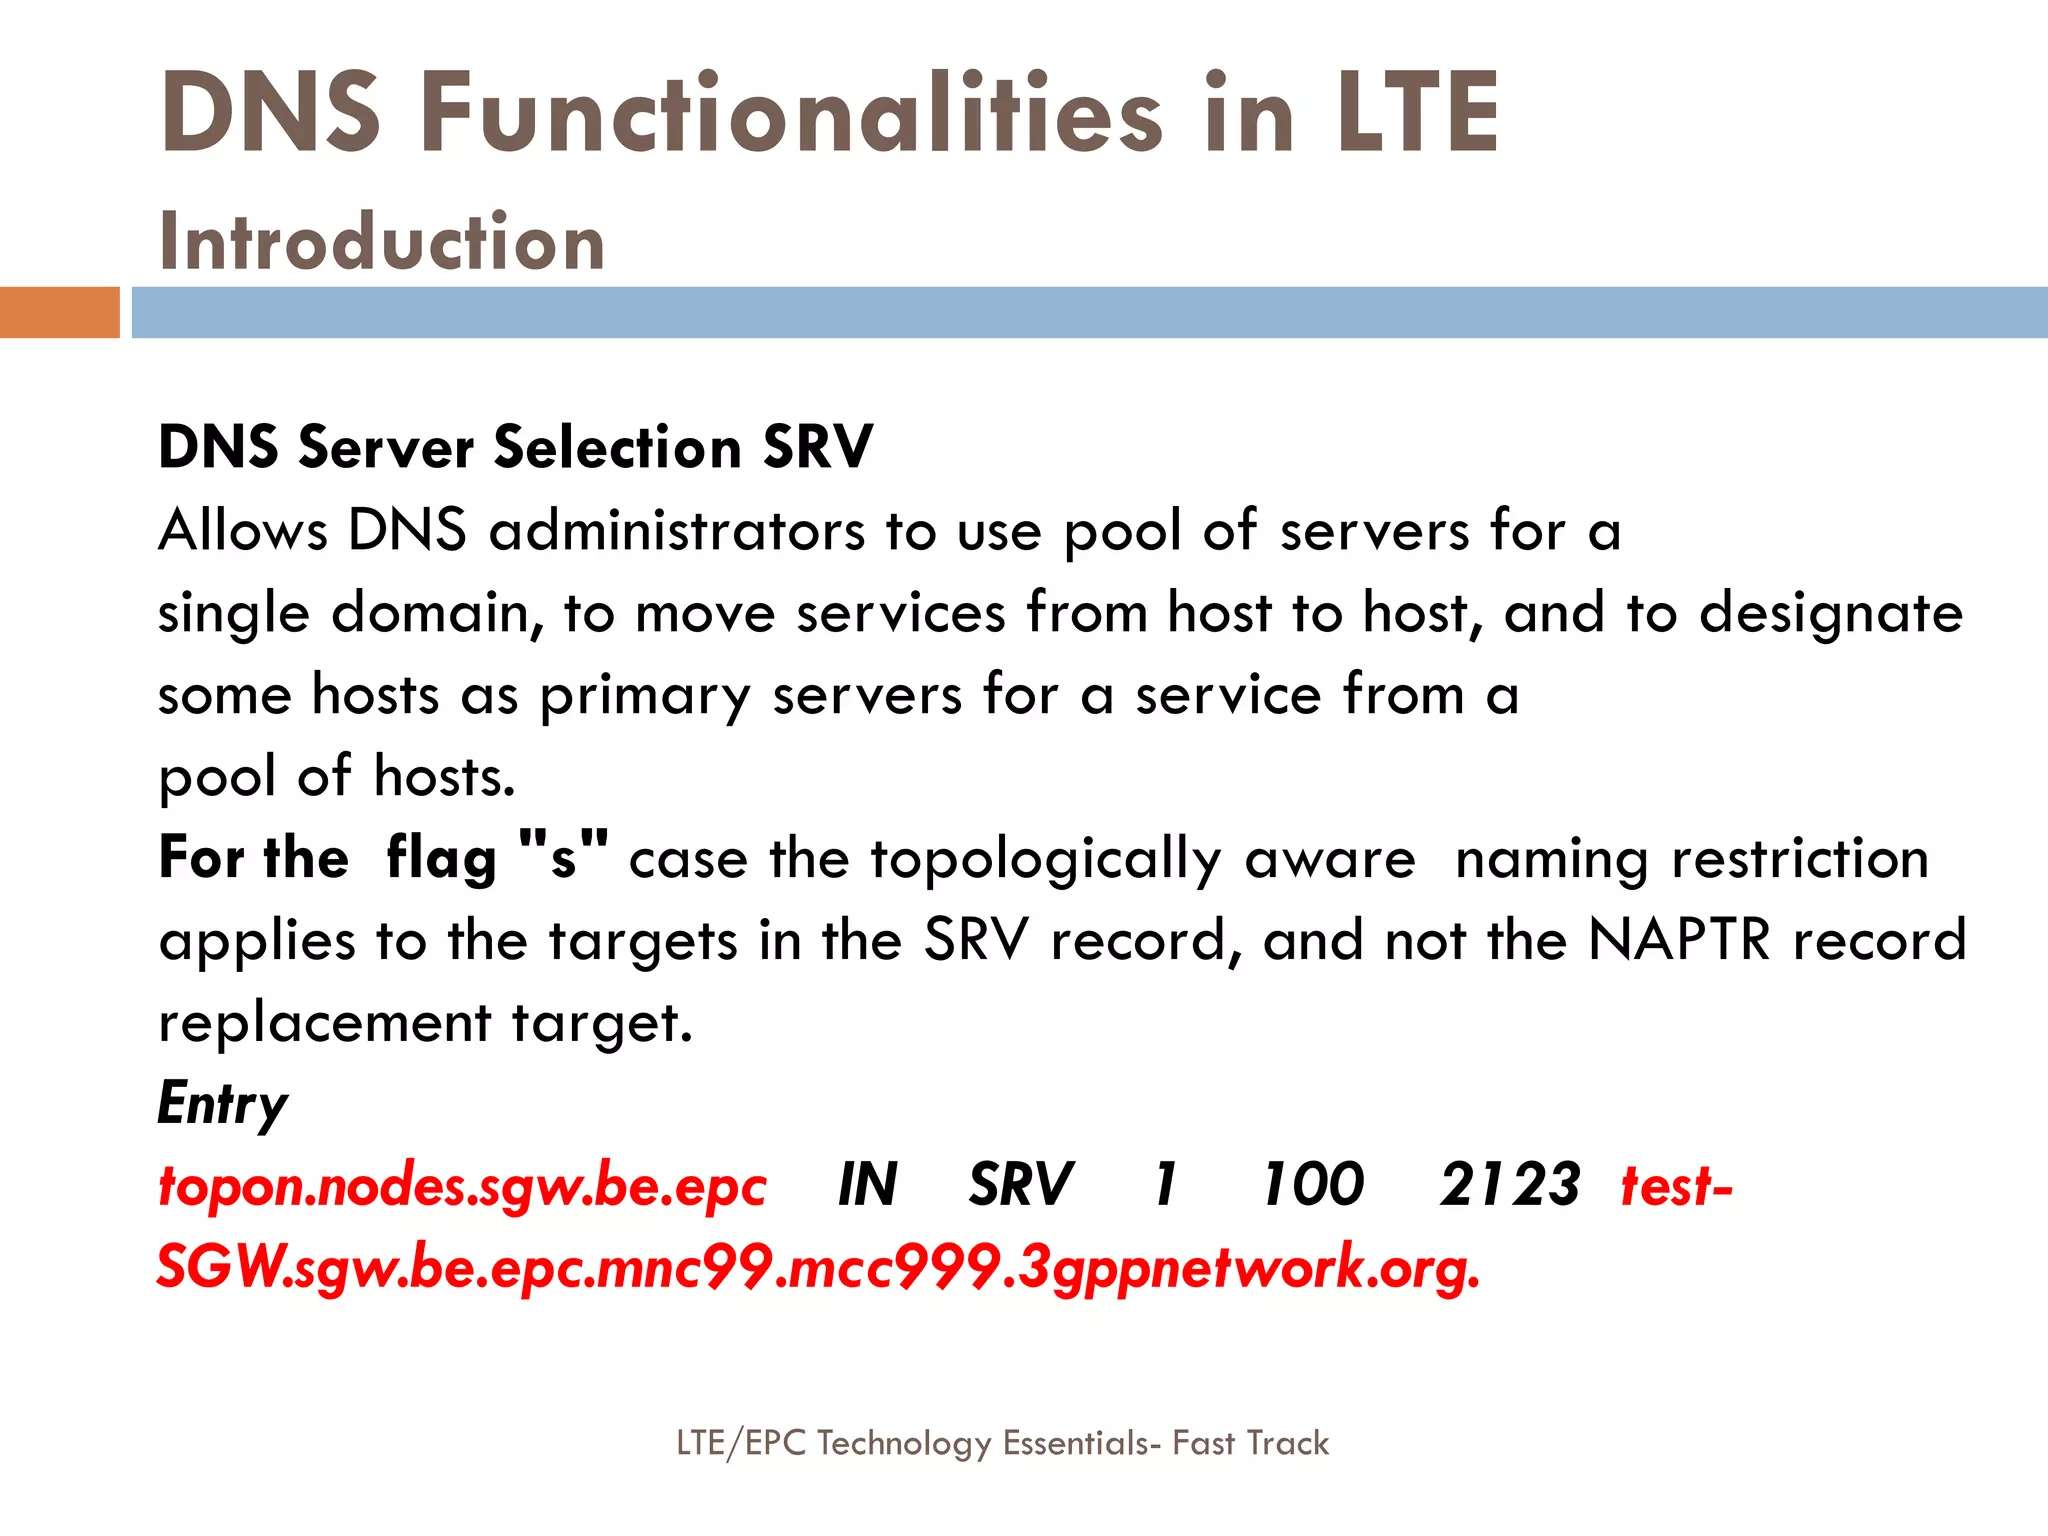 DNS Functionalities in LTE
Introduction
DNS Server Selection SRV
Allows DNS administrators to use pool of servers for a
single domain, to move services from host to host, and to designate
some hosts as primary servers for a service from a
pool of hosts.
For the  flag "s" case the topologically aware  naming restriction
applies to the targets in the SRV record, and not the NAPTR record
replacement target.
Entry
topon.nodes.sgw.be.epc IN SRV 1 100 2123 test-
SGW.sgw.be.epc.mnc99.mcc999.3gppnetwork.org.
LTE/EPC Technology Essentials- Fast Track